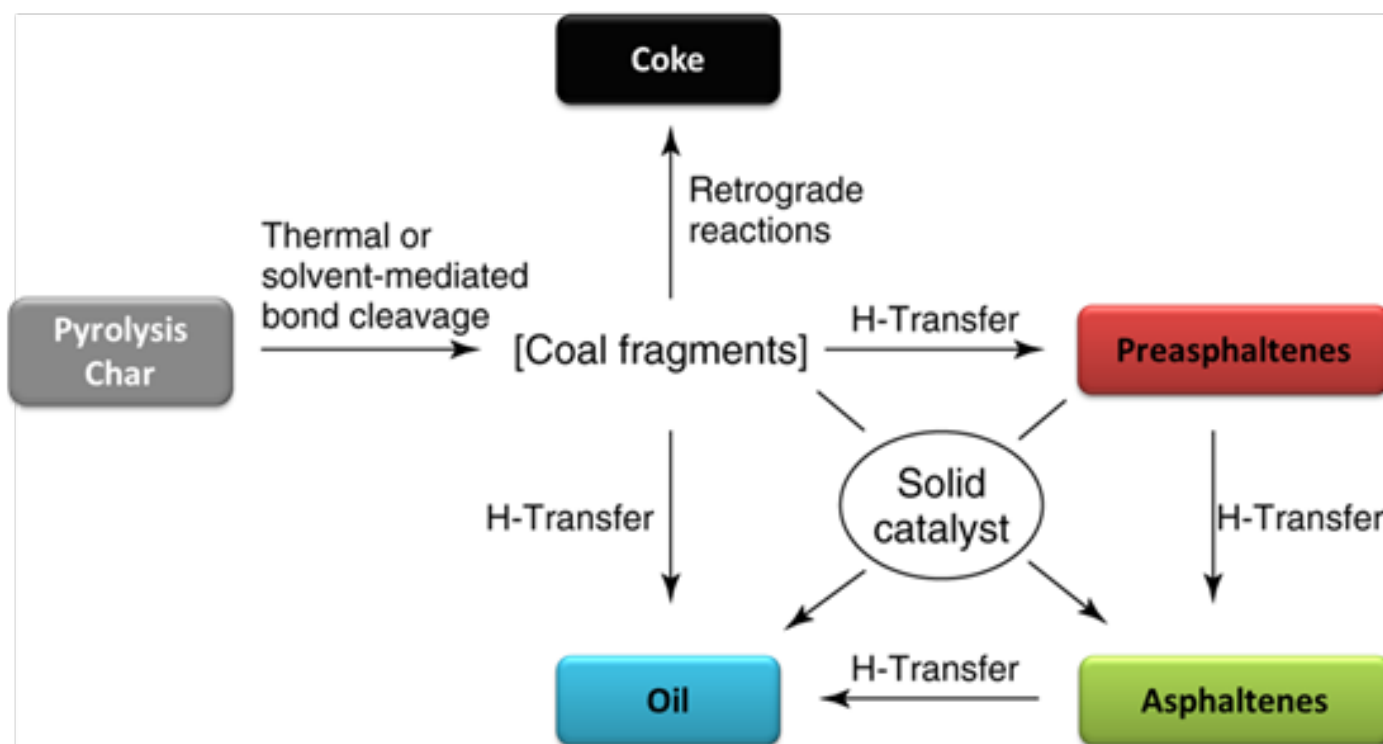 Coke
Retrograde
reactions
Thermal or
solvent-mediated
bond cleavage
Pyrolysis
Char
[Coal fragments]
H-Transfer
Preasphaltenes
Solid
catalyst
H-Transfer
H-Transfer
Oil
H-Transfer
Asphaltenes